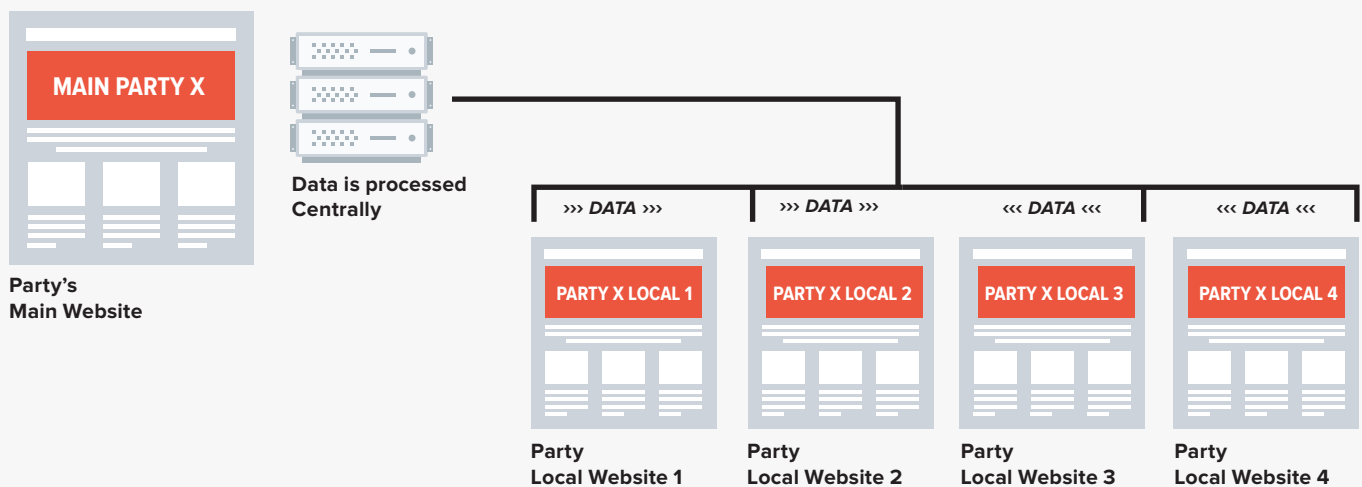 MAIN PARTY X
Party's
Main Website
Data is processed
Centrally
››› DATA ›››
››› DATA ›››
‹‹‹ DATA ‹‹‹
‹‹‹ DATA ‹‹‹
PARTY X LOCAL 1
PARTY X LOCAL 2
PARTY X LOCAL 3
PARTY X LOCAL 4
Party
Local Website 1
Party
Local Website 2
Party
Local Website 3
Party
Local Website 4